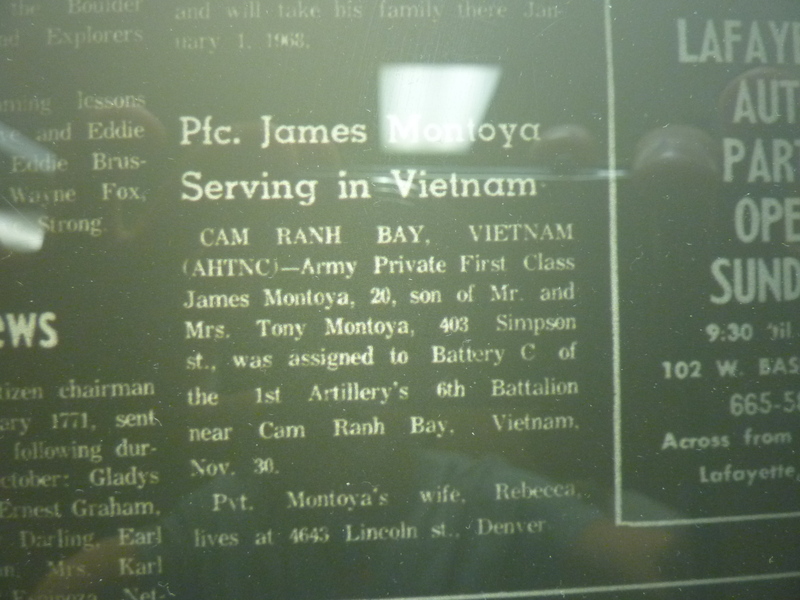 the Boulder
Explorers
lessons
and Eddie
Eddie Brus-
Wayne Fox,
Strong.
ews
chairman
1771, sent
following dur-
Gladys
Ernest Graham,
Darling, Earl
Mrs. Karl
and will take his family there Jan-
uary 1, 1968.
Pfc. James Montoya
Serving in Vietnam
CAM RANH BAY, VIETNAM
(AHTNC)—Army Private First Class
James Montoya, 20, son of Mr. and
Mrs. Tony Montoya, 403 Simpson
st., was assigned to Battery C of
the 1st Artillery's 6th Battalion
near Cam Ranh Bay, Vietnam,
Nov. 30.
Pvt. Montoya's wife, Rebecca,
lives at 4643 Lincoln st., Denver
LAFAY
AUT
PAR
OPE
SUND
9:30
102 W. BAS
665-5
Across from
Lafayette,